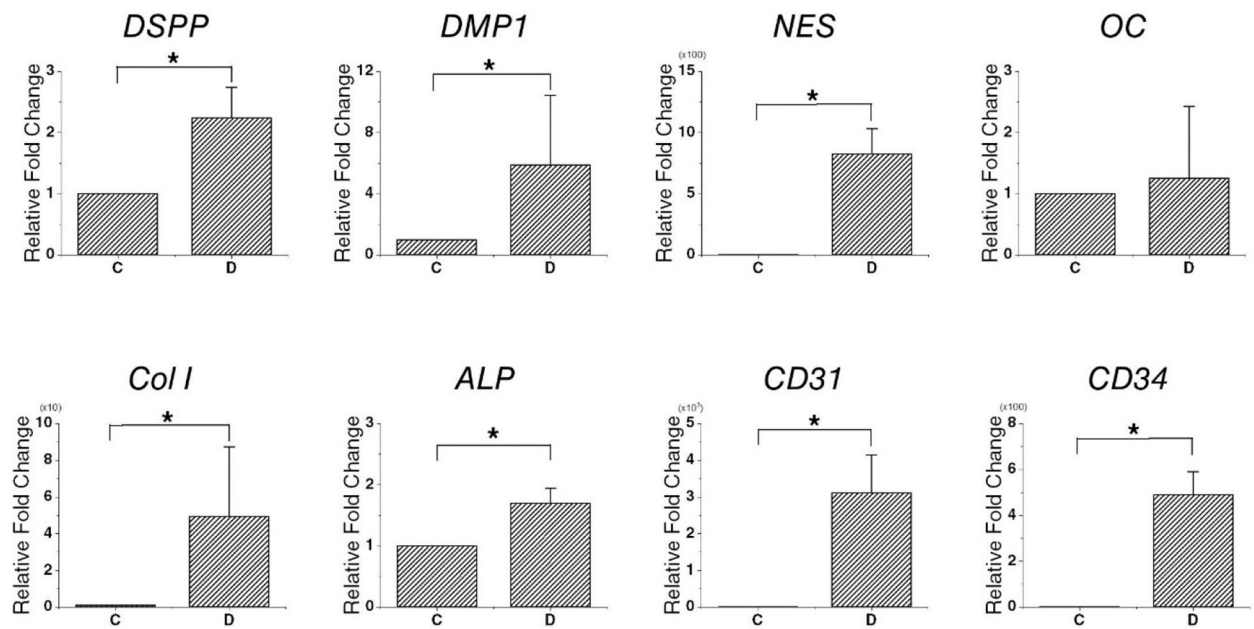 DSPP
DMP1
NES
OC
Relative Fold Change
3
2
1
0
*
C
D
Relative Fold Change
12
8
4
0
*
C
D
Relative Fold Change
(x100)
15
10
5
0
*
C
D
Relative Fold Change
3
2
1
0
C
D
Col I
ALP
CD31
CD34
Relative Fold Change
(x10)
10
8
6
4
2
0
*
C
D
Relative Fold Change
3
2
1
0
*
C
D
Relative Fold Change
5
4
3
2
1
0
*
C
D
Relative Fold Change
(x100)
8
6
4
2
0
*
C
D